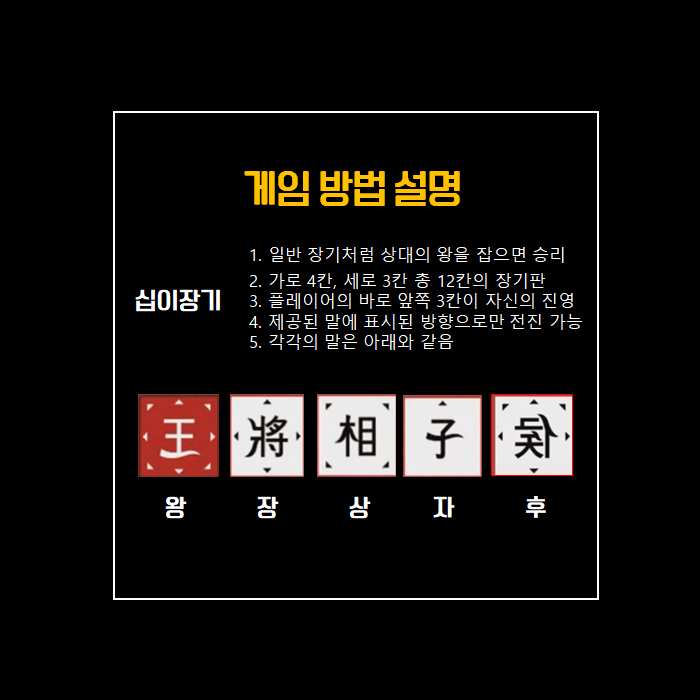 게임 방법 설명
십이장기
1. 일반 장기처럼 상대의 왕을 잡으면 승리
2. 가로 4칸, 세로 3칸 총 12칸의 장기판
3. 플레이어의 바로 앞쪽 3칸이 자신의 진영
4. 제공된 말에 표시된 방향으로만 전진 가능
5. 각각의 말은 아래와 같음
王 將 相 子 侯
왕 장 상 자 후